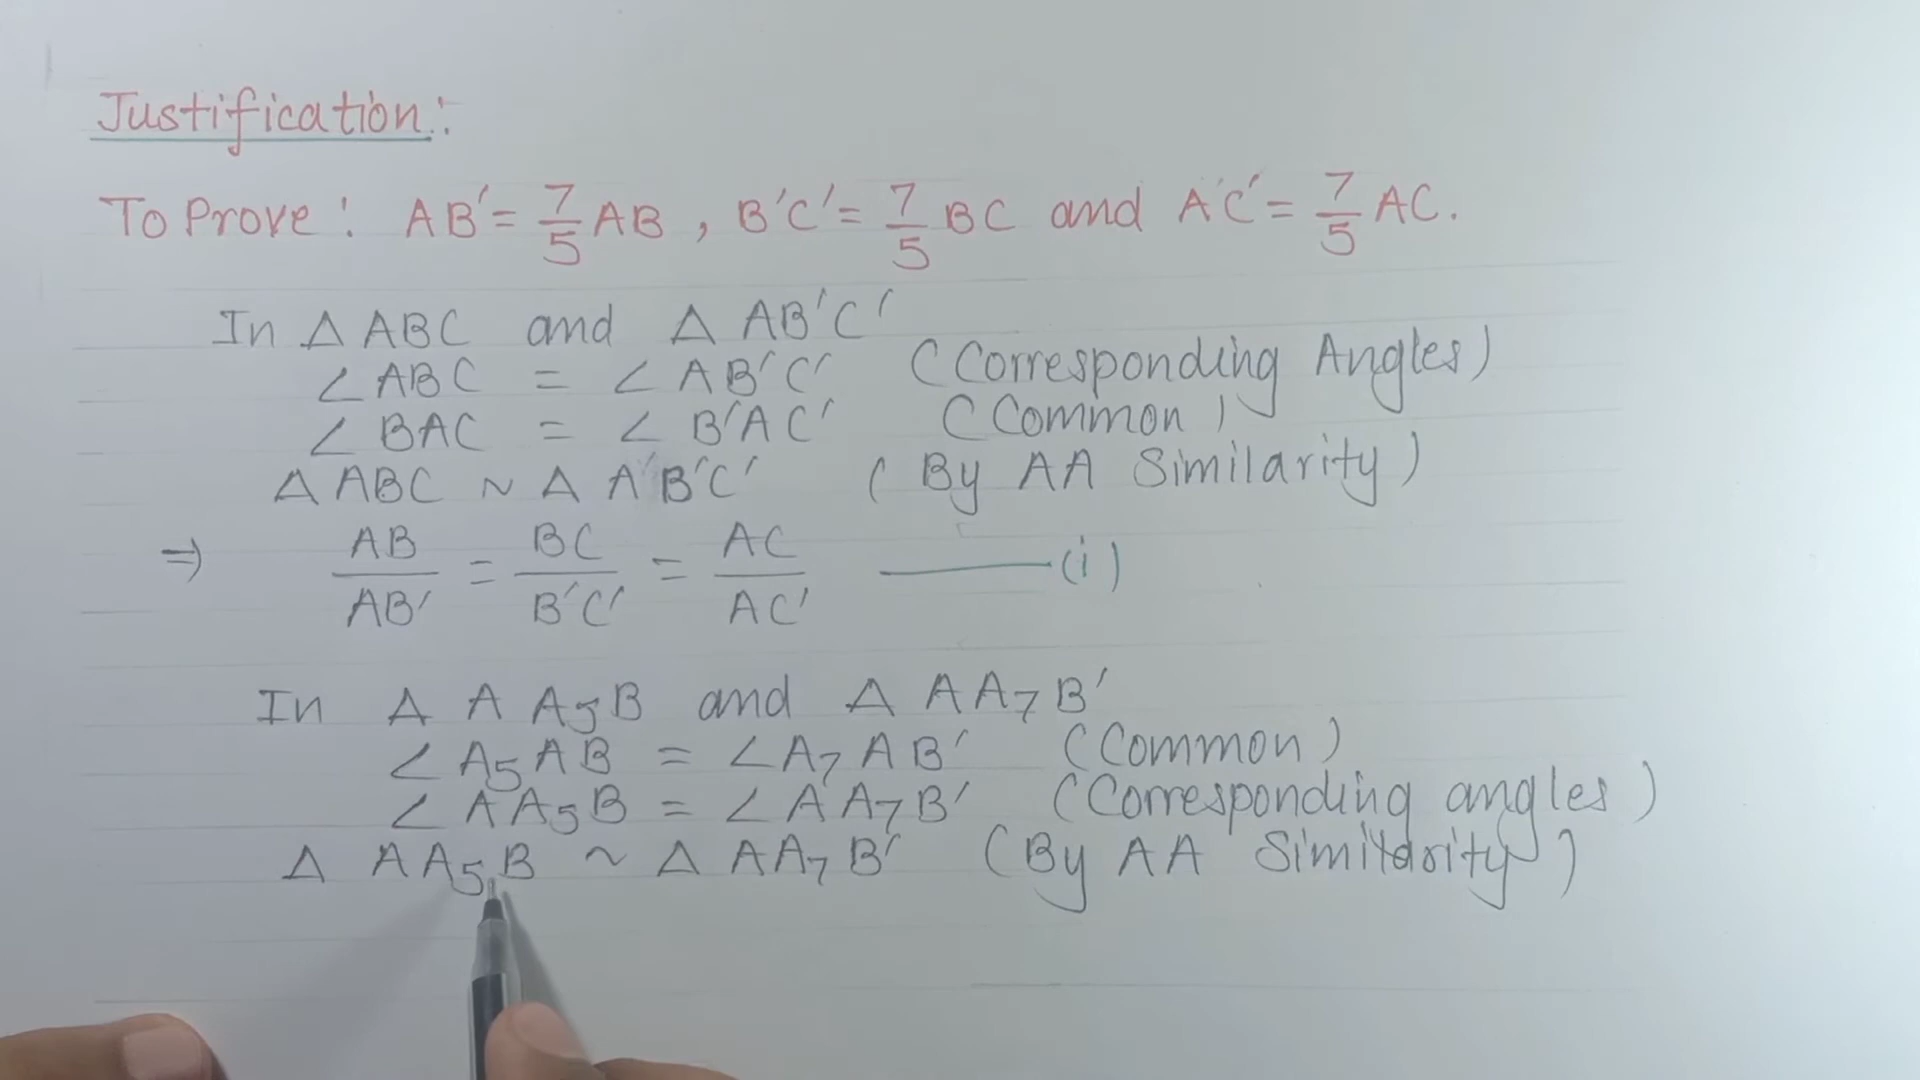 Justification:
To Prove: AB' = 7/5 AB, B'C' = 7/5 BC and AC' = 7/5 AC.
In Δ ABC and Δ AB'C'
∠ABC = ∠AB'C' (Corresponding Angles)
∠BAC = ∠B'AC' (Common)
Δ ABC ~ Δ A'B'C' (By AA Similarity)
⇒ AB/AB' = BC/B'C' = AC/AC' —— (i)
In Δ AA₅B and Δ AA₇B'
∠A₅AB = ∠A₇AB' (Common)
∠AA₅B = ∠AA₇B' (Corresponding angles)
Δ AA₅B ~ Δ AA₇B' (By AA Similarity)